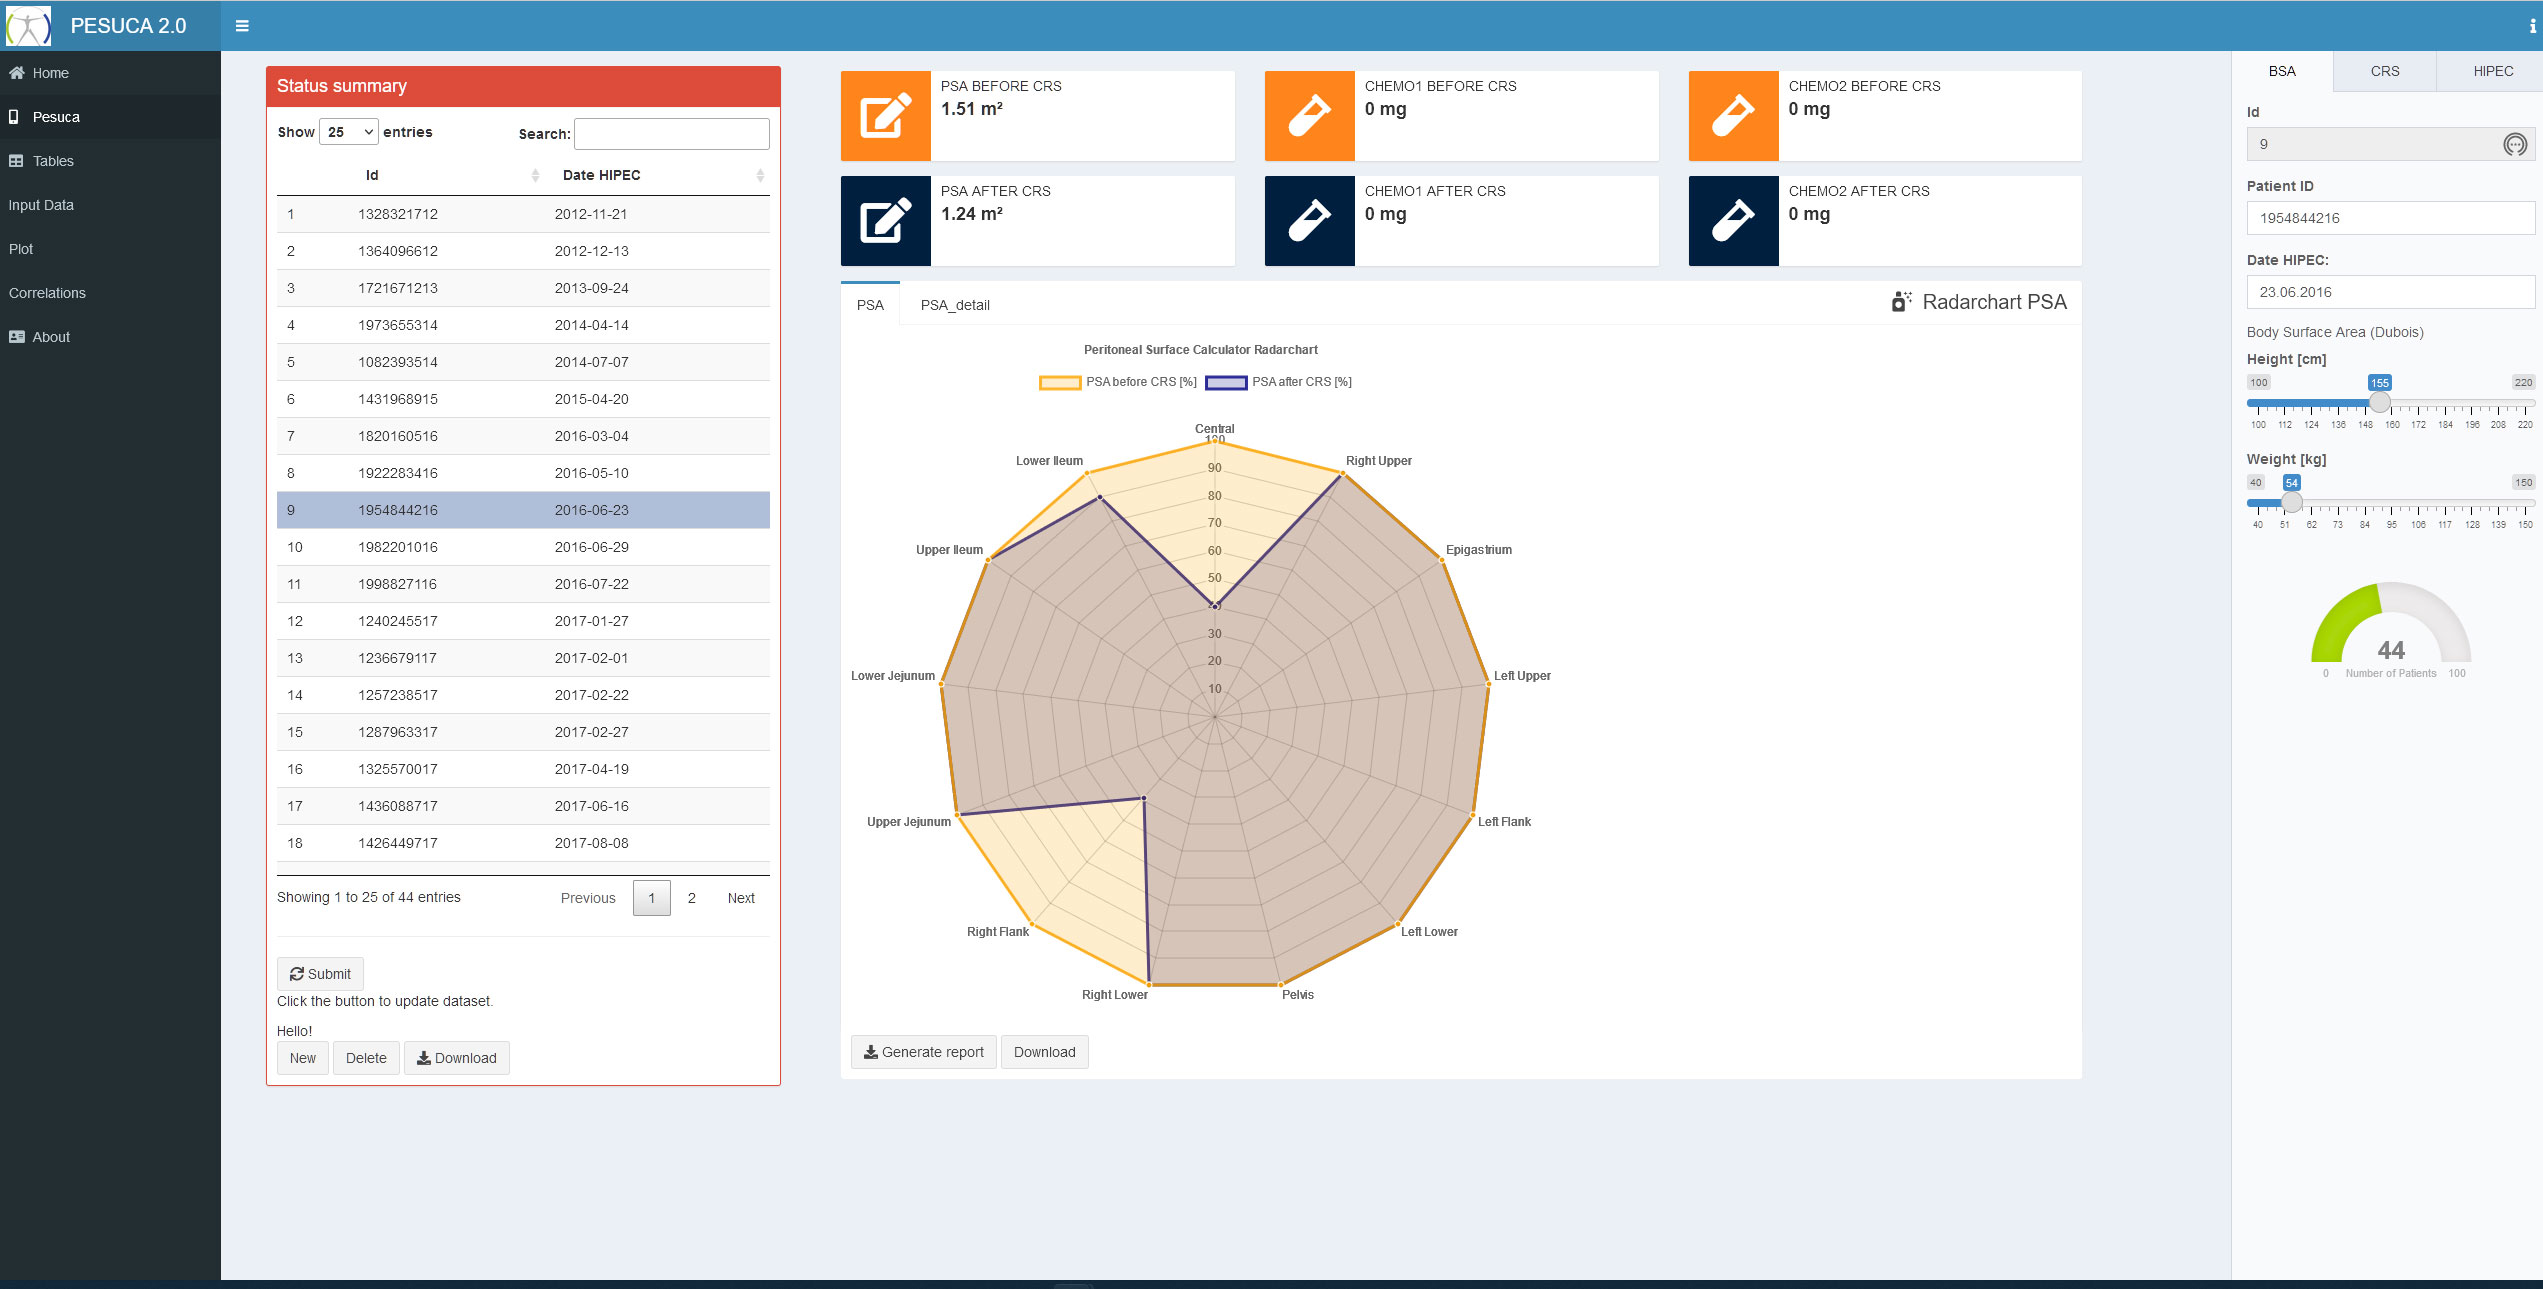 PESUCA 2.0
Home
Pesuca
Tables
Input Data
Plot
Correlations
About
Status summary
Show 25 entries Search:
Id Date HIPEC
1 1328321712 2012-11-21
2 1364096612 2012-12-13
3 1721671213 2013-09-24
4 1973655314 2014-04-14
5 1082393514 2014-07-07
6 1431968915 2015-04-20
7 1820160516 2016-03-04
8 1922283416 2016-05-10
9 1954844216 2016-06-23
10 1982201016 2016-06-29
11 1998827116 2016-07-22
12 1240245517 2017-01-27
13 1236679117 2017-02-01
14 1257238517 2017-02-22
15 1287963317 2017-02-27
16 1325570017 2017-04-19
17 1436088717 2017-06-16
18 1426449717 2017-08-08
Showing 1 to 25 of 44 entries Previous 1 2 Next
Submit
Click the button to update dataset.
Hello!
New Delete Download
PSA BEFORE CRS
1.51 m²
CHEMO1 BEFORE CRS
0 mg
CHEMO2 BEFORE CRS
0 mg
PSA AFTER CRS
1.24 m²
CHEMO1 AFTER CRS
0 mg
CHEMO2 AFTER CRS
0 mg
PSA PSA_detail Radarchart PSA
Peritoneal Surface Calculator Radarchart
PSA before CRS [%] PSA after CRS [%]
Central
100
Lower Ileum Right Upper
90
80
70
60
Upper Ileum Epigastrium
50
40
30
20
Lower Jejunum Left Upper
10
Upper Jejunum Left Flank
Right Flank Left Lower
Right Lower Pelvis
Generate report Download
BSA CRS HIPEC
Id
9
Patient ID
1954844216
Date HIPEC:
23.06.2016
Body Surface Area (Dubois)
Height [cm]
100 155 220
100 112 124 136 148 160 172 184 196 208 220
Weight [kg]
40 54 150
40 51 62 73 84 95 106 117 128 139 150
44
0 Number of Patients 100